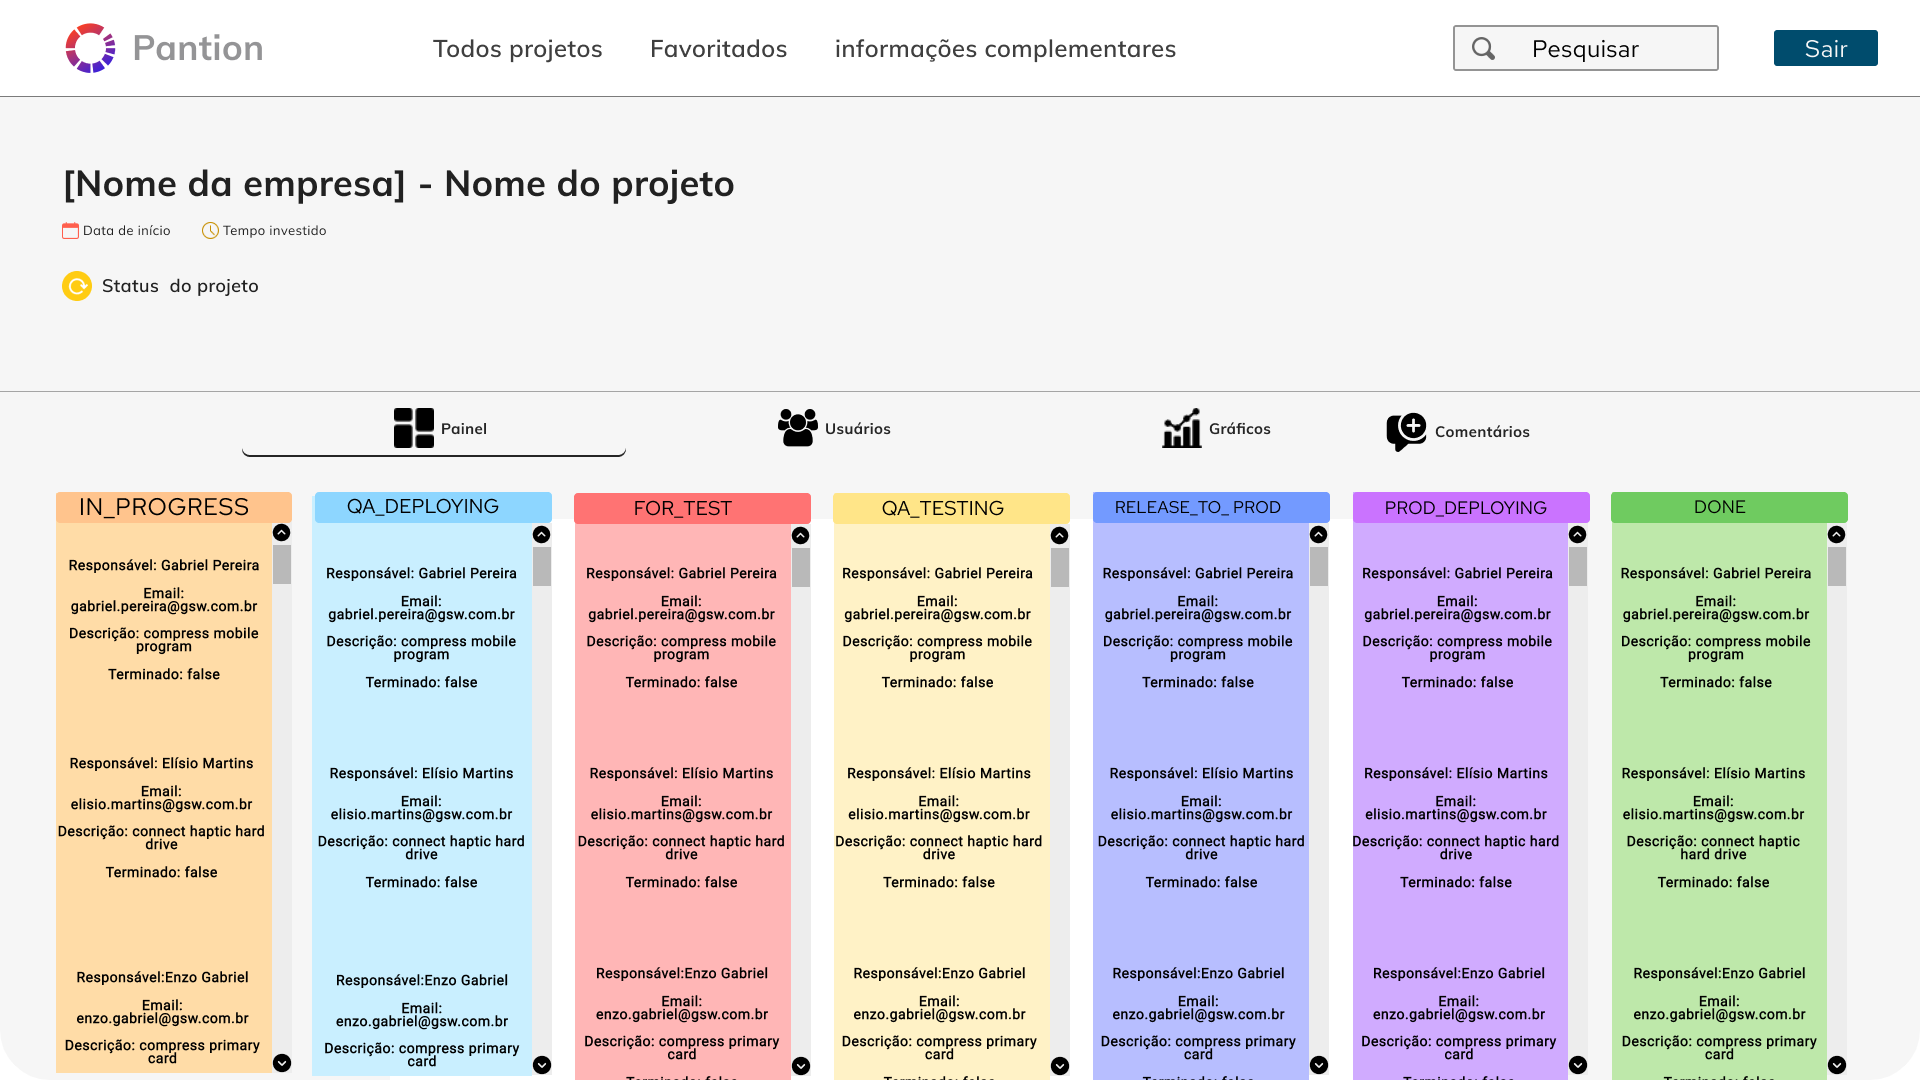 Pantion
Todos projetos
Favoritados
informações complementares
Pesquisar
Sair
[Nome da empresa] - Nome do projeto
Data de início
Tempo investido
Status do projeto
Painel
Usuários
Gráficos
Comentários
IN_PROGRESS
Responsável: Gabriel Pereira
Email:
gabriel.pereira@gsw.com.br
Descrição: compress mobile
program
Terminado: false
Responsável: Elísio Martins
Email:
elisio.martins@gsw.com.br
Descrição: connect haptic hard
drive
Terminado: false
Responsável:Enzo Gabriel
Email:
enzo.gabriel@gsw.com.br
Descrição: compress primary
card
QA_DEPLOYING
Responsável: Gabriel Pereira
Email:
gabriel.pereira@gsw.com.br
Descrição: compress mobile
program
Terminado: false
Responsável: Elísio Martins
Email:
elisio.martins@gsw.com.br
Descrição: connect haptic hard
drive
Terminado: false
Responsável:Enzo Gabriel
Email:
enzo.gabriel@gsw.com.br
Descrição: compress primary
card
FOR_TEST
Responsável: Gabriel Pereira
Email:
gabriel.pereira@gsw.com.br
Descrição: compress mobile
program
Terminado: false
Responsável: Elísio Martins
Email:
elisio.martins@gsw.com.br
Descrição: connect haptic hard
drive
Terminado: false
Responsável:Enzo Gabriel
Email:
enzo.gabriel@gsw.com.br
Descrição: compress primary
card
Terminado: false
QA_TESTING
Responsável: Gabriel Pereira
Email:
gabriel.pereira@gsw.com.br
Descrição: compress mobile
program
Terminado: false
Responsável: Elísio Martins
Email:
elisio.martins@gsw.com.br
Descrição: connect haptic hard
drive
Terminado: false
Responsável:Enzo Gabriel
Email:
enzo.gabriel@gsw.com.br
Descrição: compress primary
card
Terminado: false
RELEASE_TO_ PROD
Responsável: Gabriel Pereira
Email:
gabriel.pereira@gsw.com.br
Descrição: compress mobile
program
Terminado: false
Responsável: Elísio Martins
Email:
elisio.martins@gsw.com.br
Descrição: connect haptic hard
drive
Terminado: false
Responsável:Enzo Gabriel
Email:
enzo.gabriel@gsw.com.br
Descrição: compress primary
card
Terminado: false
PROD_DEPLOYING
Responsável: Gabriel Pereira
Email:
gabriel.pereira@gsw.com.br
Descrição: compress mobile
program
Terminado: false
Responsável: Elísio Martins
Email:
elisio.martins@gsw.com.br
Descrição: connect haptic hard
drive
Terminado: false
Responsável:Enzo Gabriel
Email:
enzo.gabriel@gsw.com.br
Descrição: compress primary
card
Terminado: false
DONE
Responsável: Gabriel Pereira
Email:
gabriel.pereira@gsw.com.br
Descrição: compress mobile
program
Terminado: false
Responsável: Elísio Martins
Email:
elisio.martins@gsw.com.br
Descrição: connect haptic
hard drive
Terminado: false
Responsável:Enzo Gabriel
Email:
enzo.gabriel@gsw.com.br
Descrição: compress primary
card
Terminado: false